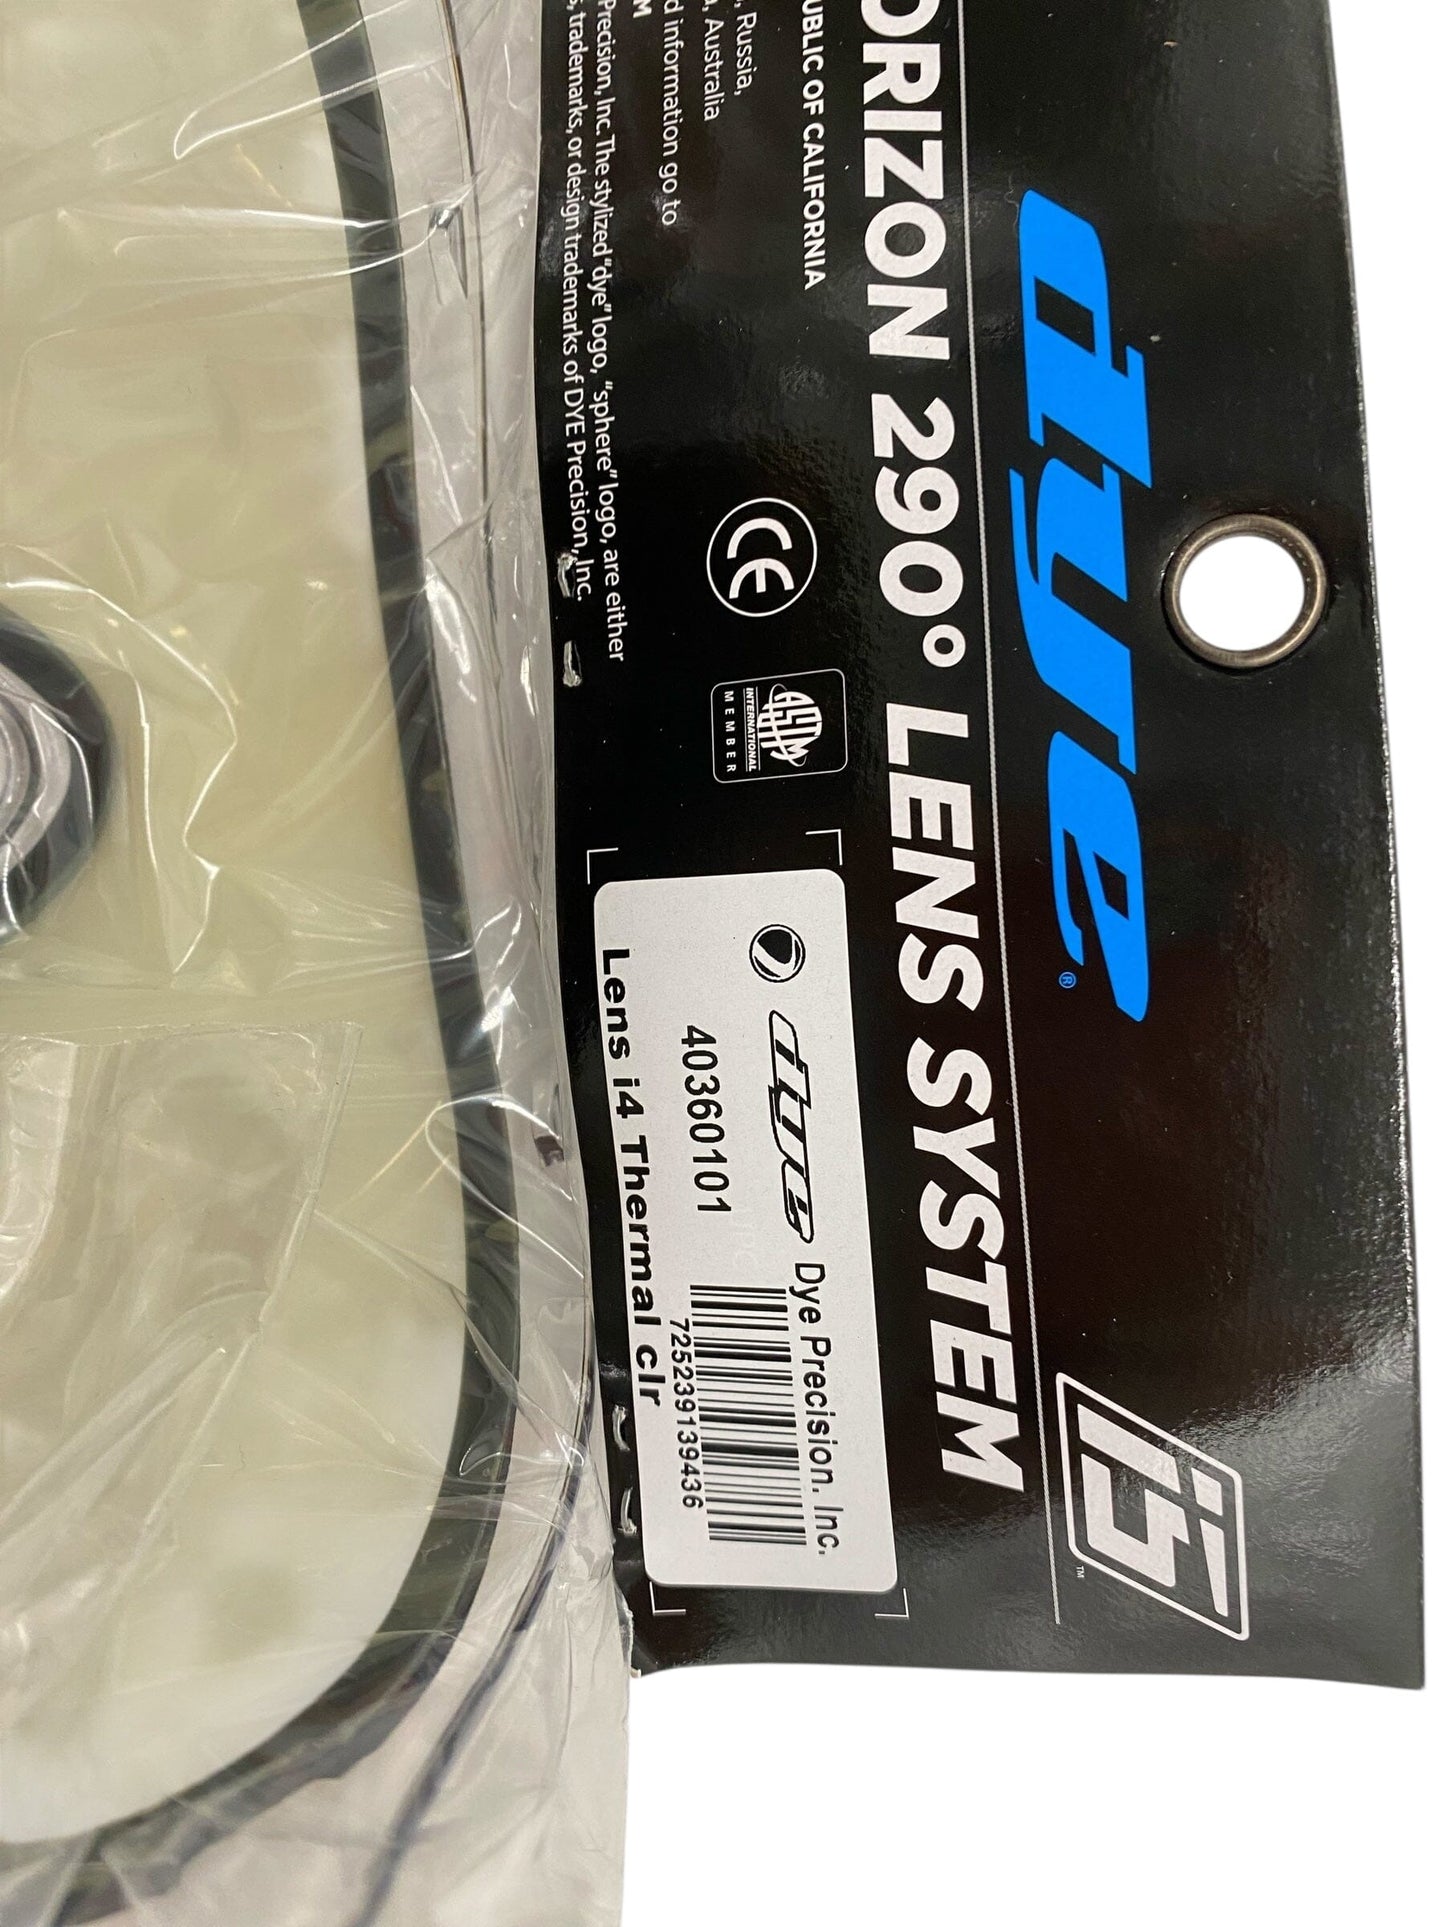 dye®
i5™
ORIZON 290° LENS SYSTEM
UBLIC OF CALIFORNIA
, Russia,
, Australia
d information go to
M
Precision, Inc. The stylized "dye" logo, "sphere" logo, are either
, trademarks, or design trademarks of DYE Precision, Inc.
CE
ASTM
INTERNATIONAL
MEMBER
dye Dye Precision. Inc.
40360101
725239139436
Lens i4 Thermal clr